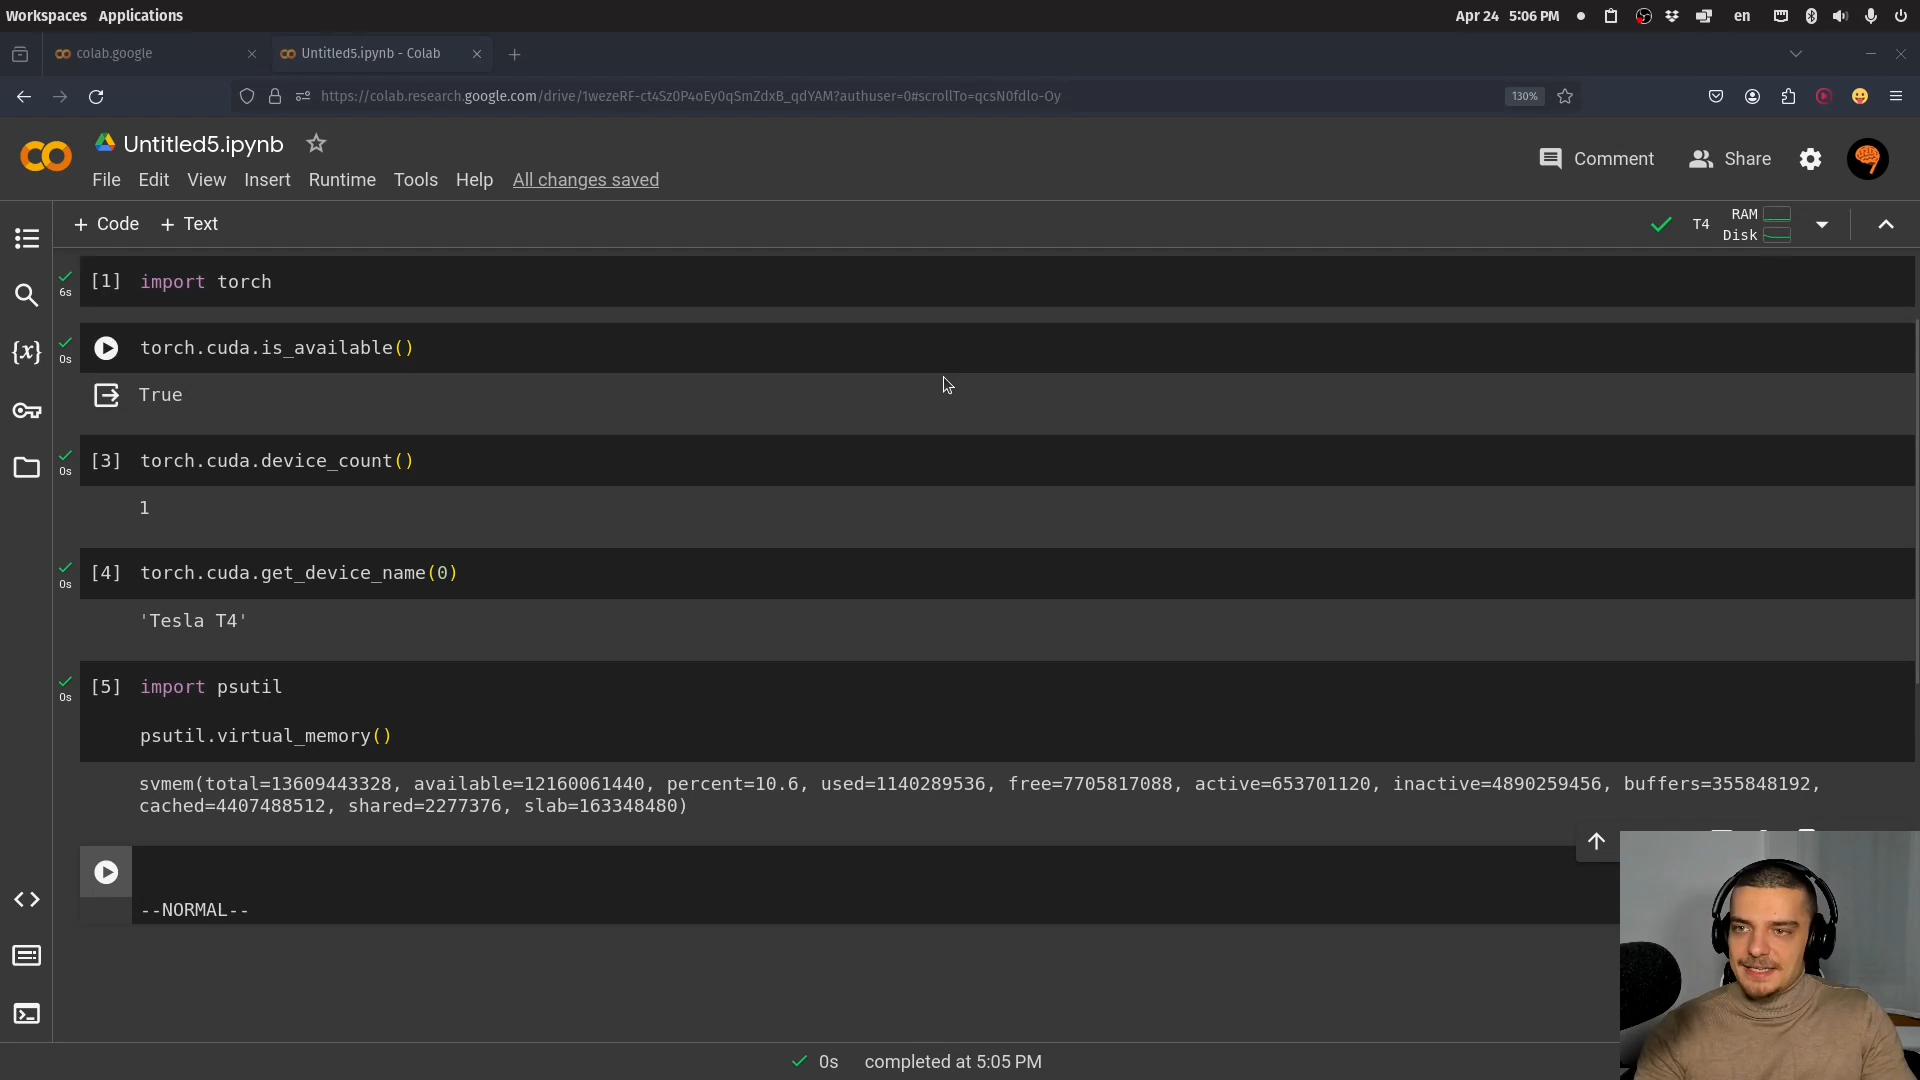 Workspaces Applications Apr 24 5:06 PM en
colab.google Untitled5.ipynb - Colab
https://colab.research.google.com/drive/1wezeRF-ct4Sz0P4oEy0qSmZdxB_qdYAM?authuser=0#scrollTo=qcsN0fdlo-Oy 130%
CO Untitled5.ipynb Comment Share
File Edit View Insert Runtime Tools Help All changes saved
+ Code + Text T4 RAM
Disk
[1] import torch
6s
torch.cuda.is_available()
0s
True
[3] torch.cuda.device_count()
0s
1
[4] torch.cuda.get_device_name(0)
0s
'Tesla T4'
[5] import psutil
0s
psutil.virtual_memory()
svmem(total=13609443328, available=12160061440, percent=10.6, used=1140289536, free=7705817088, active=653701120, inactive=4890259456, buffers=355848192,
cached=4407488512, shared=2277376, slab=163348480)
--NORMAL--
0s completed at 5:05 PM